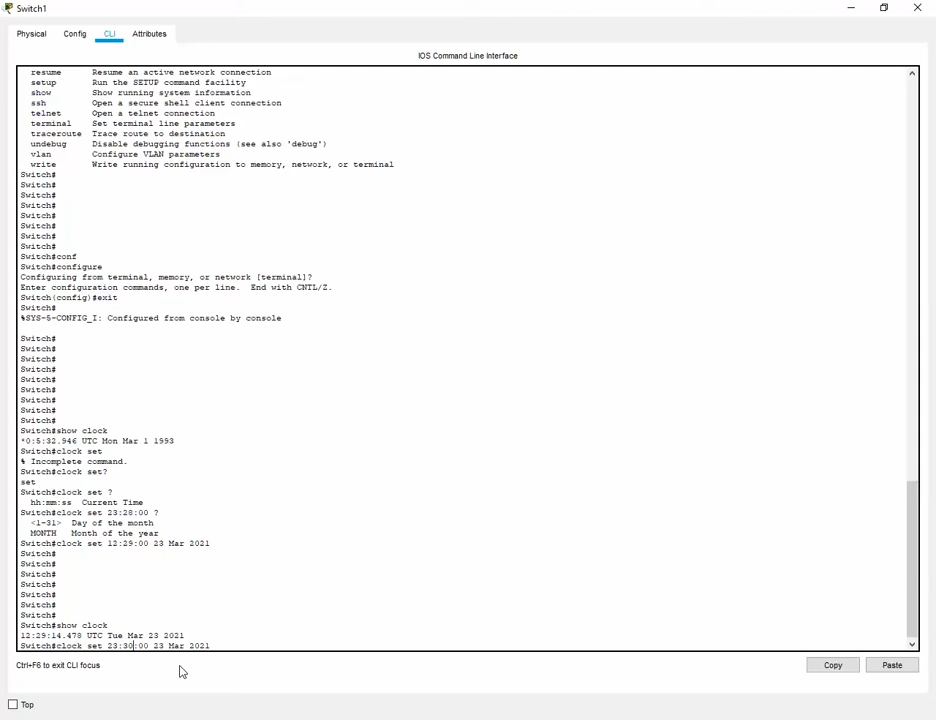 Switch1
Physical Config CLI Attributes
IOS Command Line Interface
resume Resume an active network connection
setup Run the SETUP command facility
show Show running system information
ssh Open a secure shell client connection
telnet Open a telnet connection
terminal Set terminal line parameters
traceroute Trace route to destination
undebug Disable debugging functions (see also 'debug')
vlan Configure VLAN parameters
write Write running configuration to memory, network, or terminal
Switch#
Switch#
Switch#
Switch#
Switch#
Switch#
Switch#
Switch#
Switch#conf
Switch#configure
Configuring from terminal, memory, or network [terminal]?
Enter configuration commands, one per line. End with CNTL/Z.
Switch(config)#exit
Switch#
%SYS-5-CONFIG_I: Configured from console by console
Switch#
Switch#
Switch#
Switch#
Switch#
Switch#
Switch#
Switch#
Switch#
Switch#show clock
*0:5:32.946 UTC Mon Mar 1 1993
Switch#clock set
% Incomplete command.
Switch#clock set?
set
Switch#clock set ?
hh:mm:ss Current Time
Switch#clock set 23:28:00 ?
<1-31> Day of the month
MONTH Month of the year
Switch#clock set 12:29:00 23 Mar 2021
Switch#
Switch#
Switch#
Switch#
Switch#
Switch#
Switch#
Switch#show clock
12:29:14.478 UTC Tue Mar 23 2021
Switch#clock set 23:30:00 23 Mar 2021
Ctrl+F6 to exit CLI focus
Copy Paste
Top